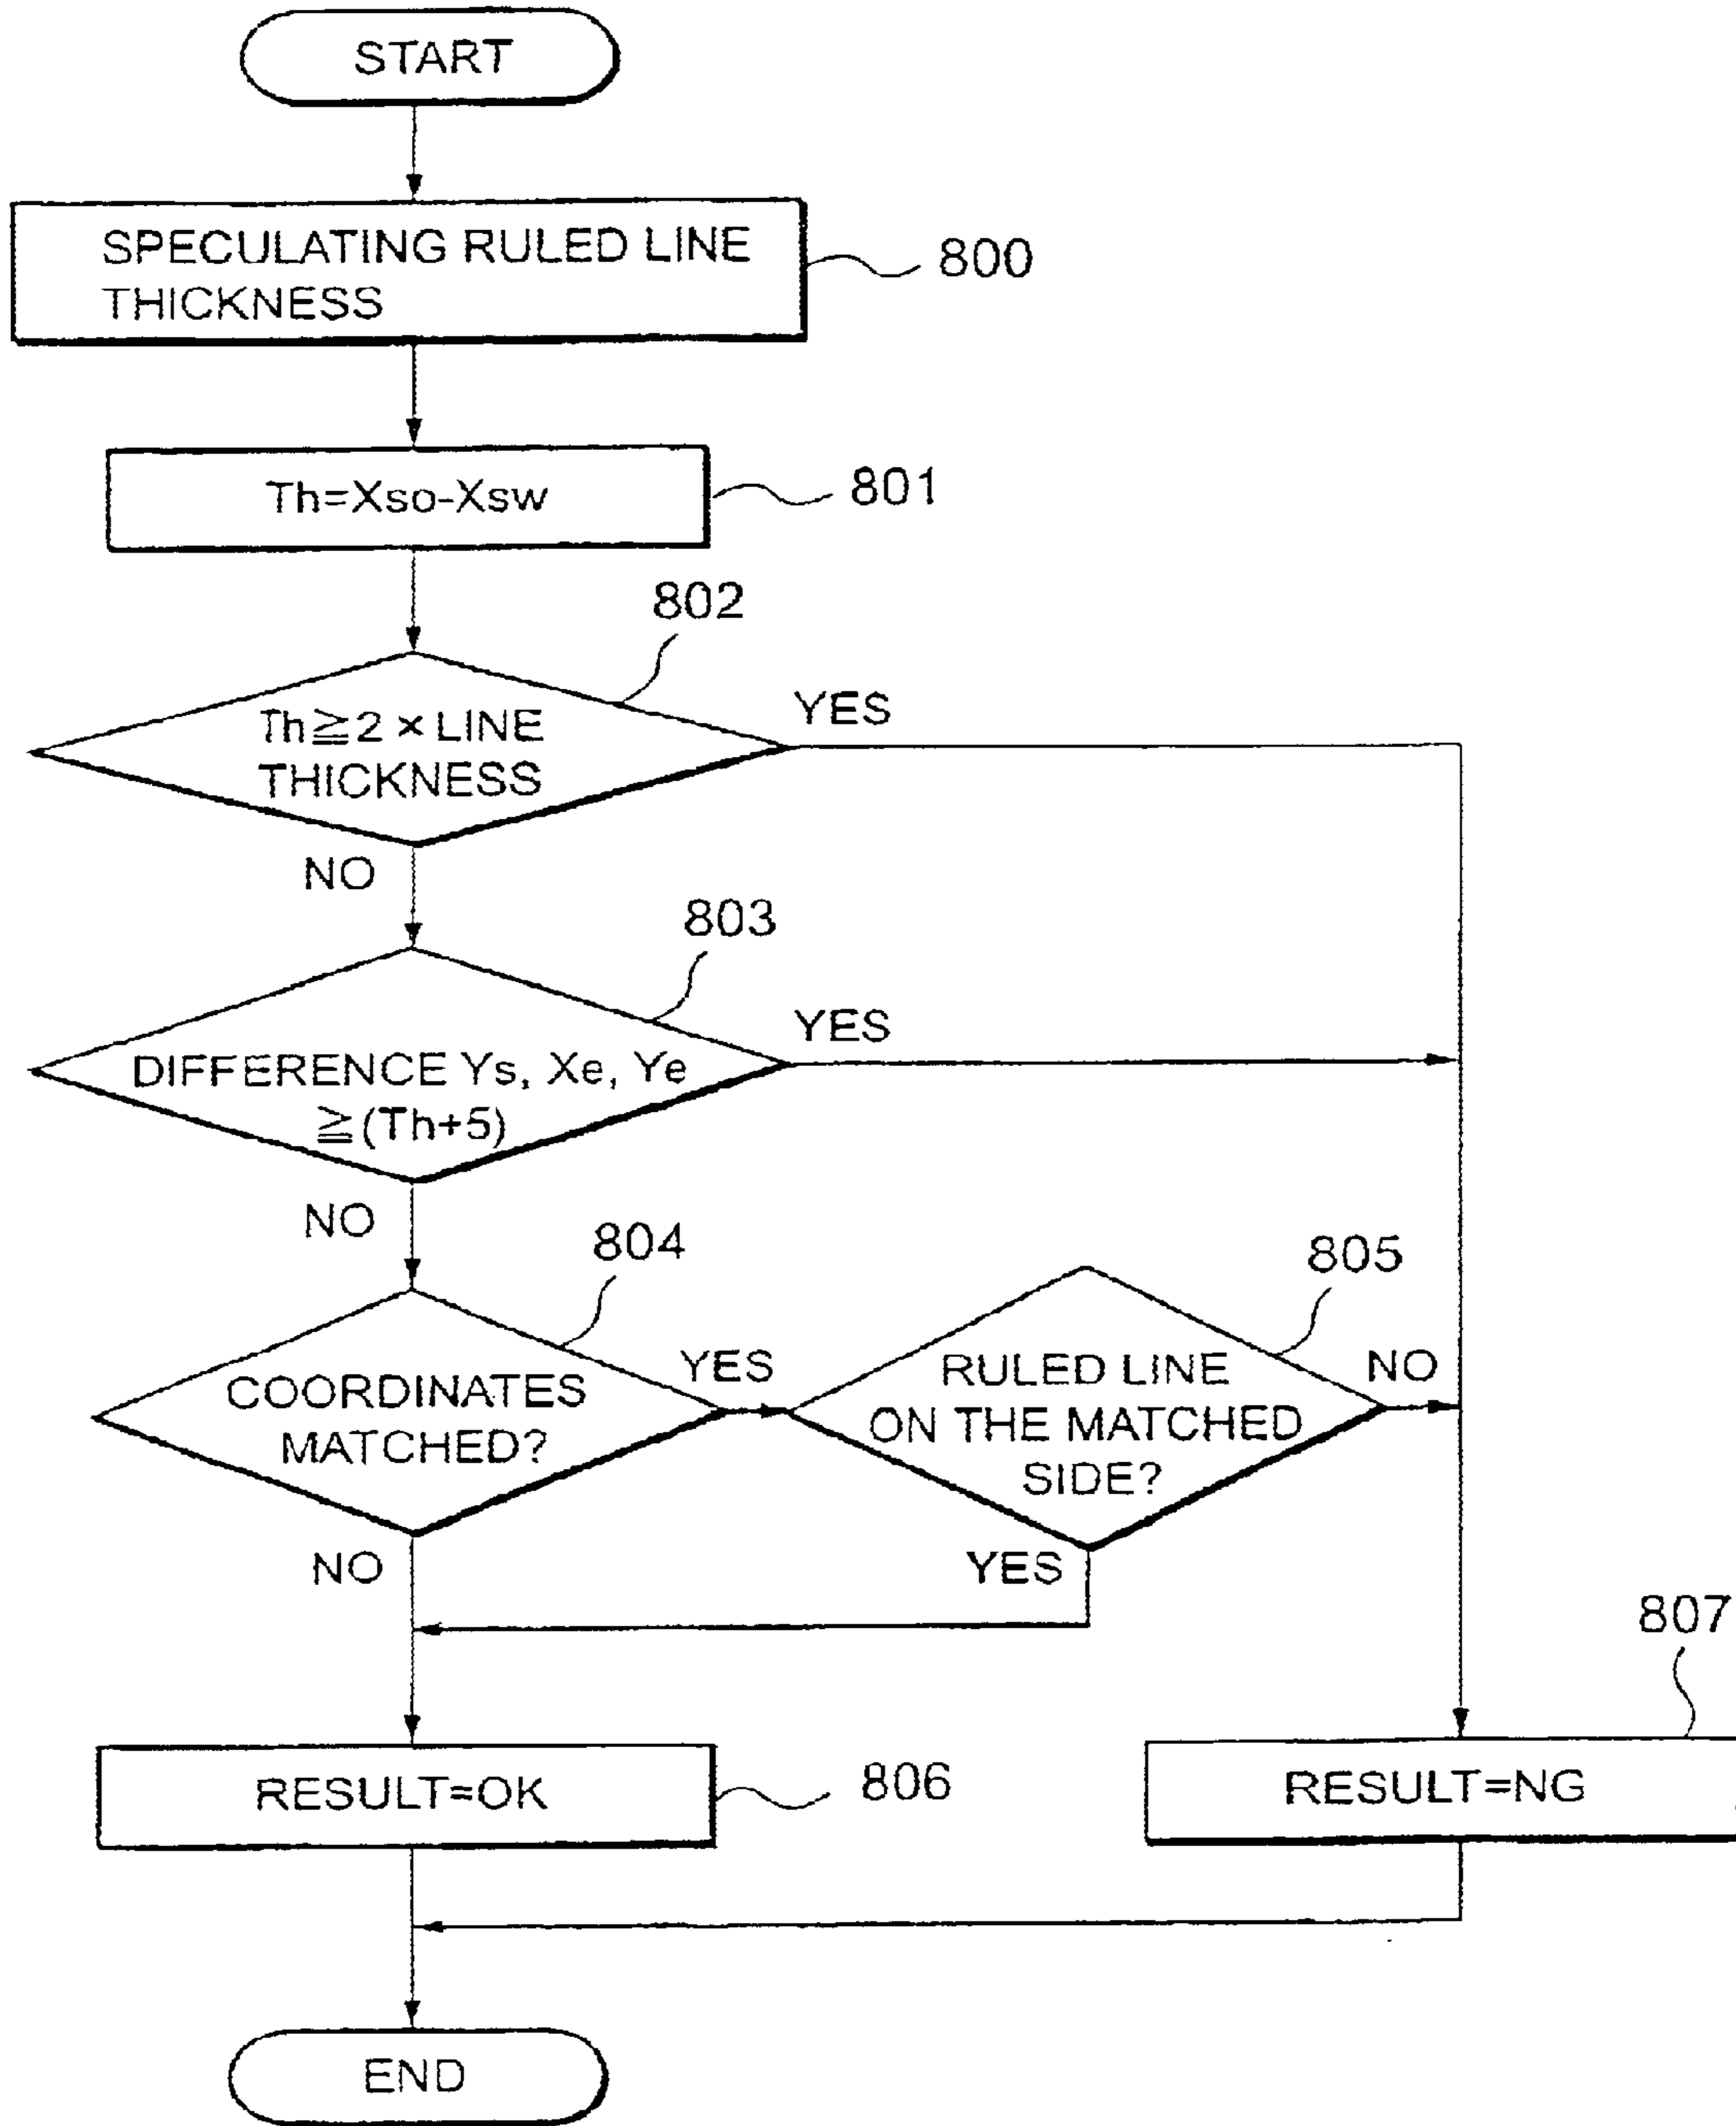 START
SPECULATING RULED LINE
THICKNESS
800
Th=Xso-Xsw
801
802
Th≧2 × LINE
THICKNESS
YES
NO
803
DIFFERENCE Ys, Xe, Ye
≧(Th+5)
YES
NO
804
COORDINATES
MATCHED?
YES
NO
805
RULED LINE
ON THE MATCHED
SIDE?
NO
YES
RESULT=OK
806
807
RESULT=NG
END